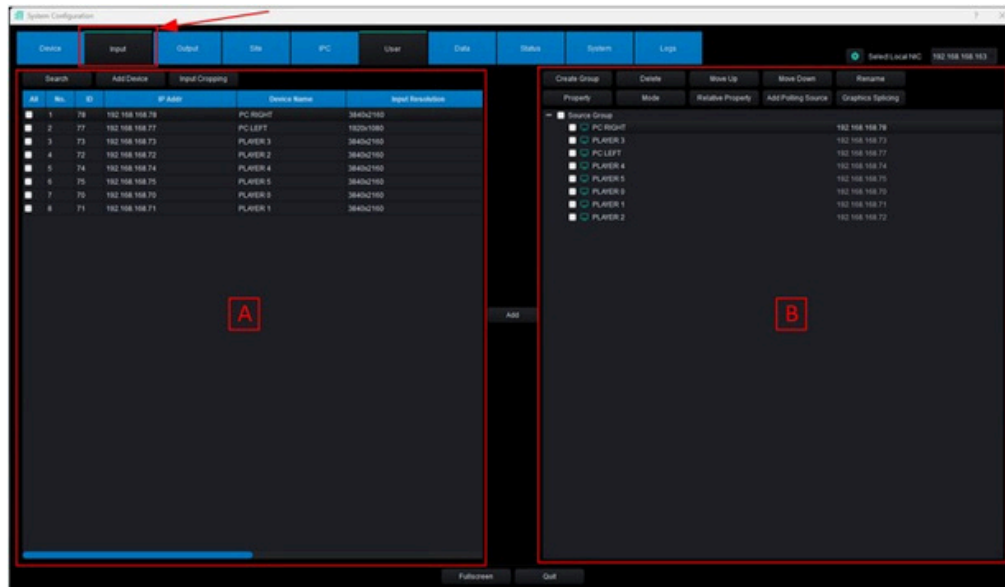 System Configuration ?
Device Input Output Site IPC User Data Status System Logs
Select Local NIC 192.168.168.163
Search Add Device Input Cropping
All No. ID IP Addr Device Name Input Resolution
1 78 192.168.168.78 PC RIGHT 3840x2160
2 77 192.168.168.77 PC LEFT 1920x1080
3 73 192.168.168.73 PLAYER 3 3840x2160
4 72 192.168.168.72 PLAYER 2 3840x2160
5 74 192.168.168.74 PLAYER 4 3840x2160
6 75 192.168.168.75 PLAYER 5 3840x2160
7 70 192.168.168.70 PLAYER 0 3840x2160
8 71 192.168.168.71 PLAYER 1 3840x2160
A
Add
Create Group Delete Move Up Move Down Rename
Property Mode Relative Property Add Polling Source Graphics Splicing
Source Group
PC RIGHT 192.168.168.78
PLAYER 3 192.168.168.73
PC LEFT 192.168.168.77
PLAYER 4 192.168.168.74
PLAYER 5 192.168.168.75
PLAYER 0 192.168.168.70
PLAYER 1 192.168.168.71
PLAYER 2 192.168.168.72
B
Fullscreen Quit